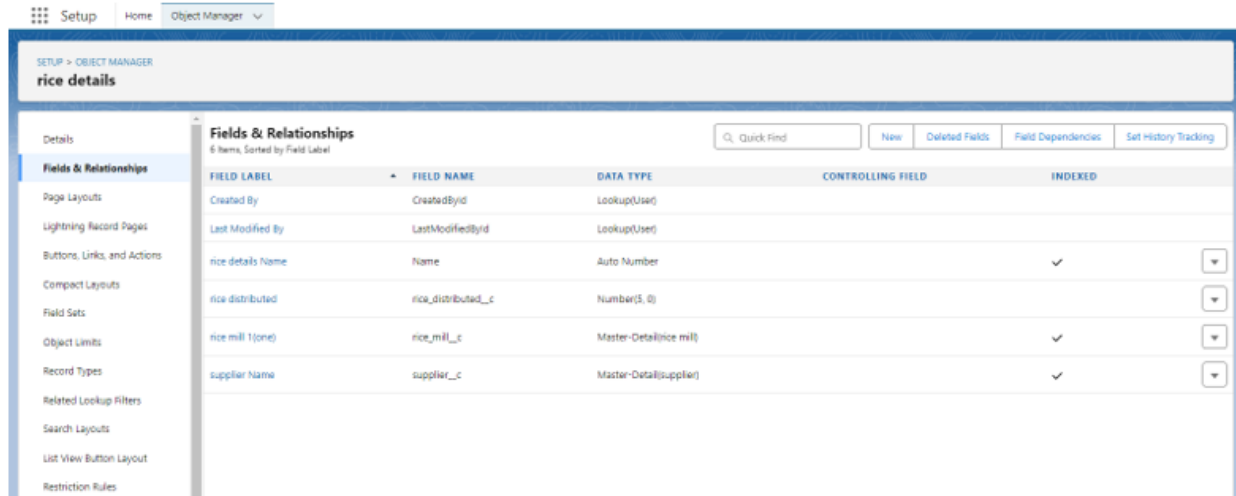 Setup Home Object Manager
SETUP > OBJECT MANAGER
rice details
Details
Fields & Relationships
Page Layouts
Lightning Record Pages
Buttons, Links, and Actions
Compact Layouts
Field Sets
Object Limits
Record Types
Related Lookup Filters
Search Layouts
List View Button Layout
Restriction Rules
Fields & Relationships
6 Items, Sorted by Field Label
Quick Find New Deleted Fields Field Dependencies Set History Tracking
FIELD LABEL FIELD NAME DATA TYPE CONTROLLING FIELD INDEXED
Created By CreatedById Lookup(User)
Last Modified By LastModifiedById Lookup(User)
rice details Name Name Auto Number
rice distributed rice_distributed__c Number(5, 0)
rice mill 1(one) rice_mill__c Master-Detail(rice mill)
supplier Name supplier__c Master-Detail(supplier)